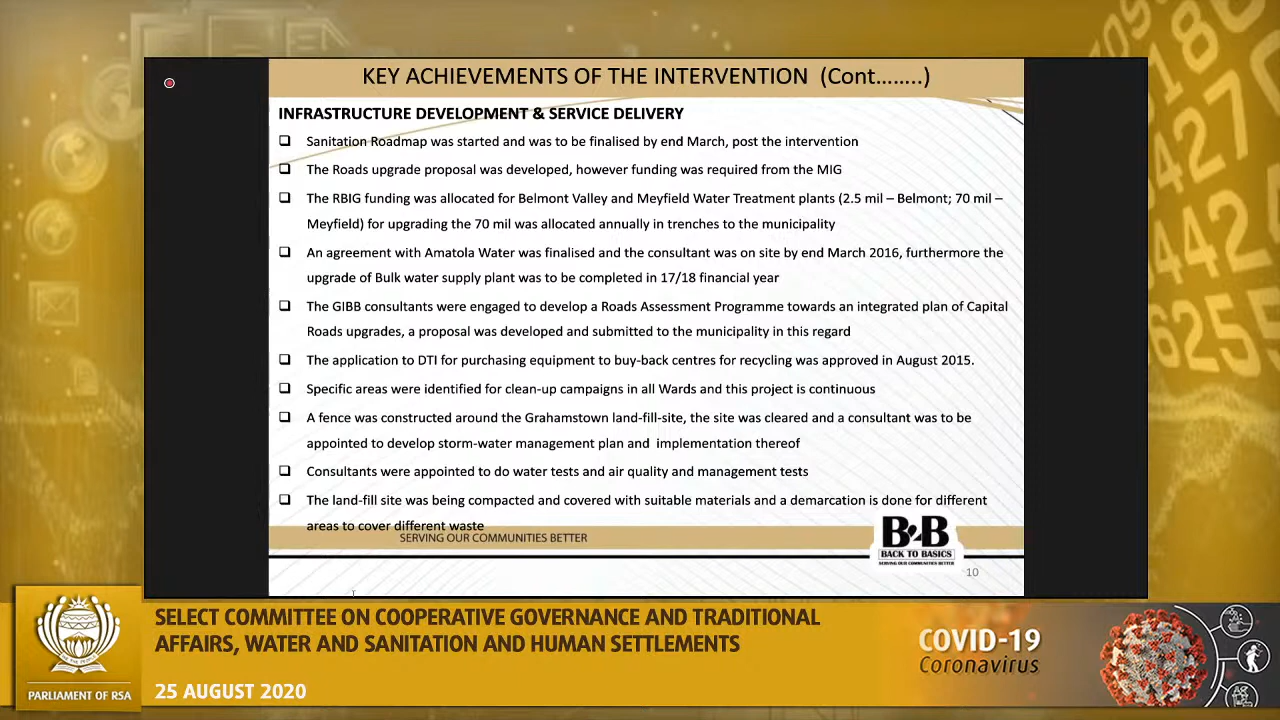 KEY ACHIEVEMENTS OF THE INTERVENTION (Cont........)
INFRASTRUCTURE DEVELOPMENT & SERVICE DELIVERY
Sanitation Roadmap was started and was to be finalised by end March, post the intervention
The Roads upgrade proposal was developed, however funding was required from the MIG
The RBIG funding was allocated for Belmont Valley and Meyfield Water Treatment plants (2.5 mil – Belmont; 70 mil –
Meyfield) for upgrading the 70 mil was allocated annually in trenches to the municipality
An agreement with Amatola Water was finalised and the consultant was on site by end March 2016, furthermore the
upgrade of Bulk water supply plant was to be completed in 17/18 financial year
The GIBB consultants were engaged to develop a Roads Assessment Programme towards an integrated plan of Capital
Roads upgrades, a proposal was developed and submitted to the municipality in this regard
The application to DTI for purchasing equipment to buy-back centres for recycling was approved in August 2015.
Specific areas were identified for clean-up campaigns in all Wards and this project is continuous
A fence was constructed around the Grahamstown land-fill-site, the site was cleared and a consultant was to be
appointed to develop storm-water management plan and implementation thereof
Consultants were appointed to do water tests and air quality and management tests
The land-fill site was being compacted and covered with suitable materials and a demarcation is done for different
areas to cover different waste
SERVING OUR COMMUNITIES BETTER
B2B
BACK TO BASICS
SERVING OUR COMMUNITIES BETTER
10
SELECT COMMITTEE ON COOPERATIVE GOVERNANCE AND TRADITIONAL
AFFAIRS, WATER AND SANITATION AND HUMAN SETTLEMENTS
25 AUGUST 2020
PARLIAMENT OF RSA
COVID-19
Coronavirus